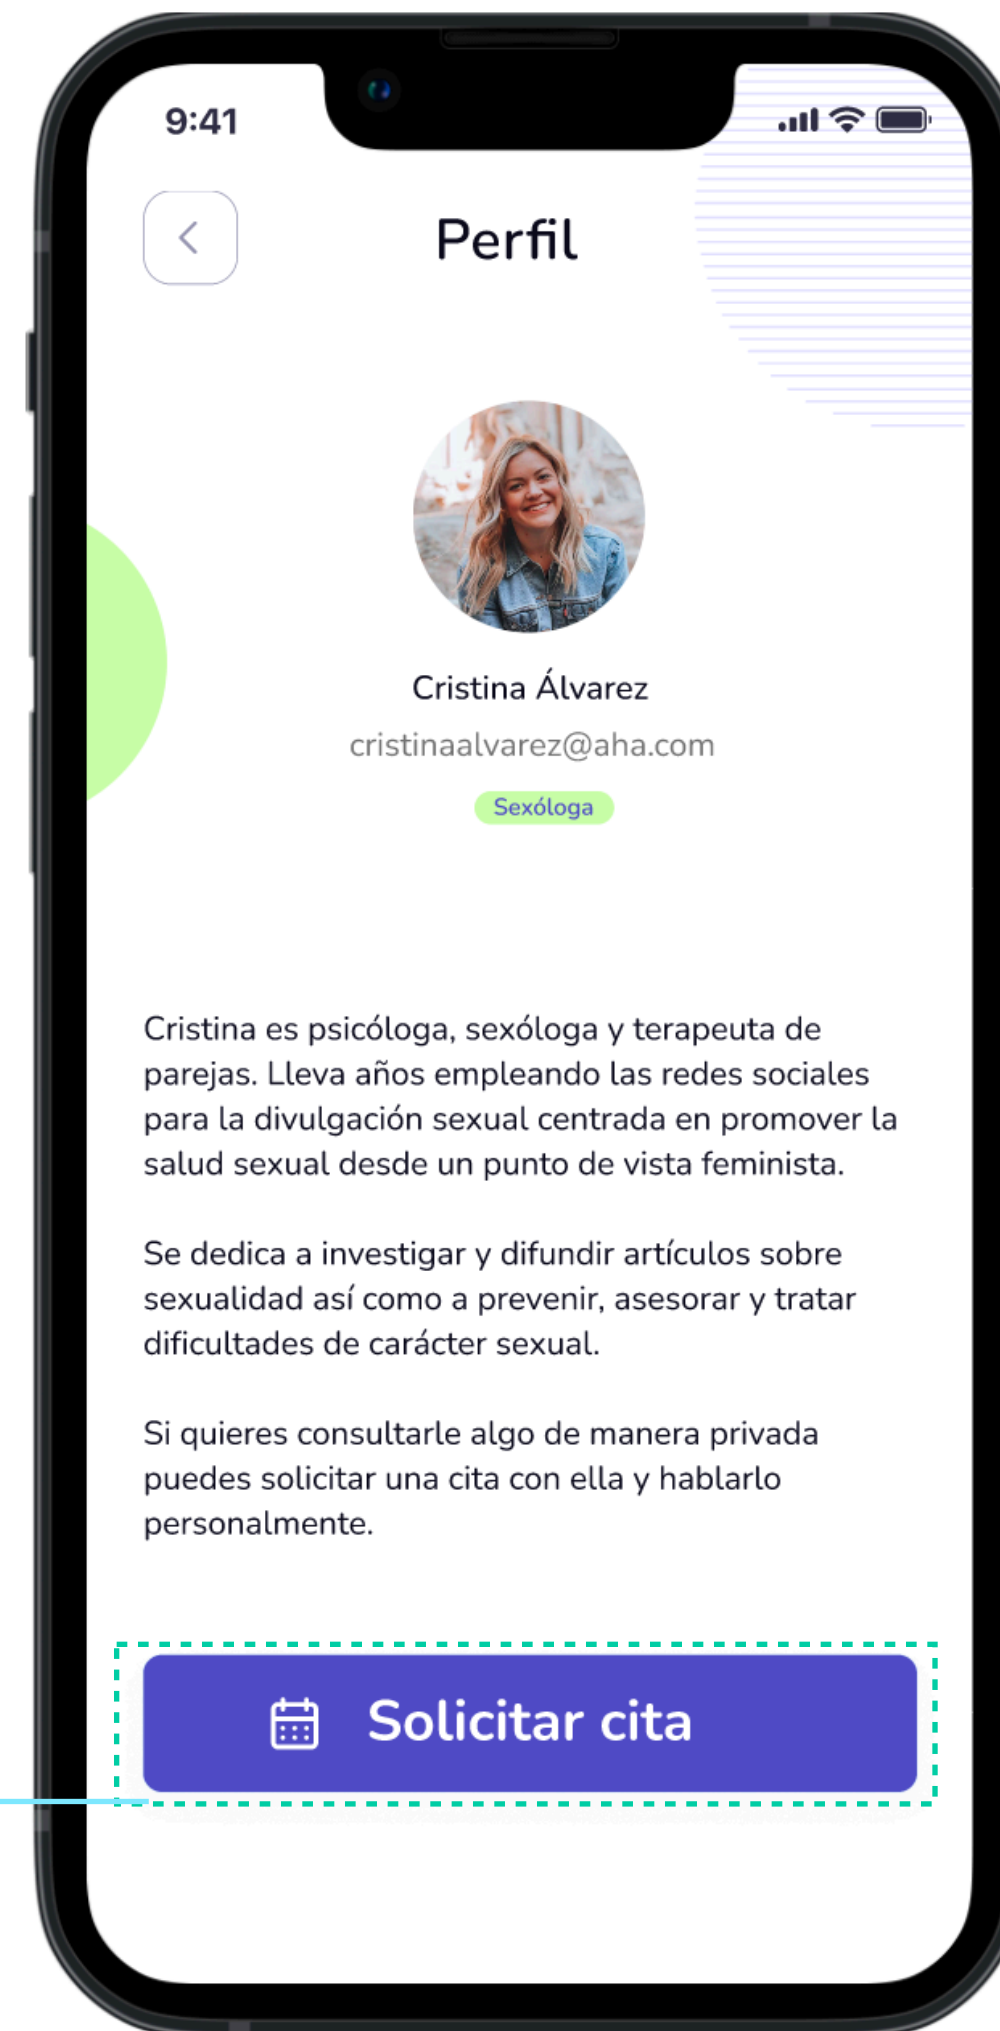 9:41
Perfil
Cristina Álvarez
cristinaalvarez@aha.com
Sexóloga
Cristina es psicóloga, sexóloga y terapeuta de
parejas. Lleva años empleando las redes sociales
para la divulgación sexual centrada en promover la
salud sexual desde un punto de vista feminista.
Se dedica a investigar y difundir artículos sobre
sexualidad así como a prevenir, asesorar y tratar
dificultades de carácter sexual.
Si quieres consultarle algo de manera privada
puedes solicitar una cita con ella y hablarlo
personalmente.
Solicitar cita